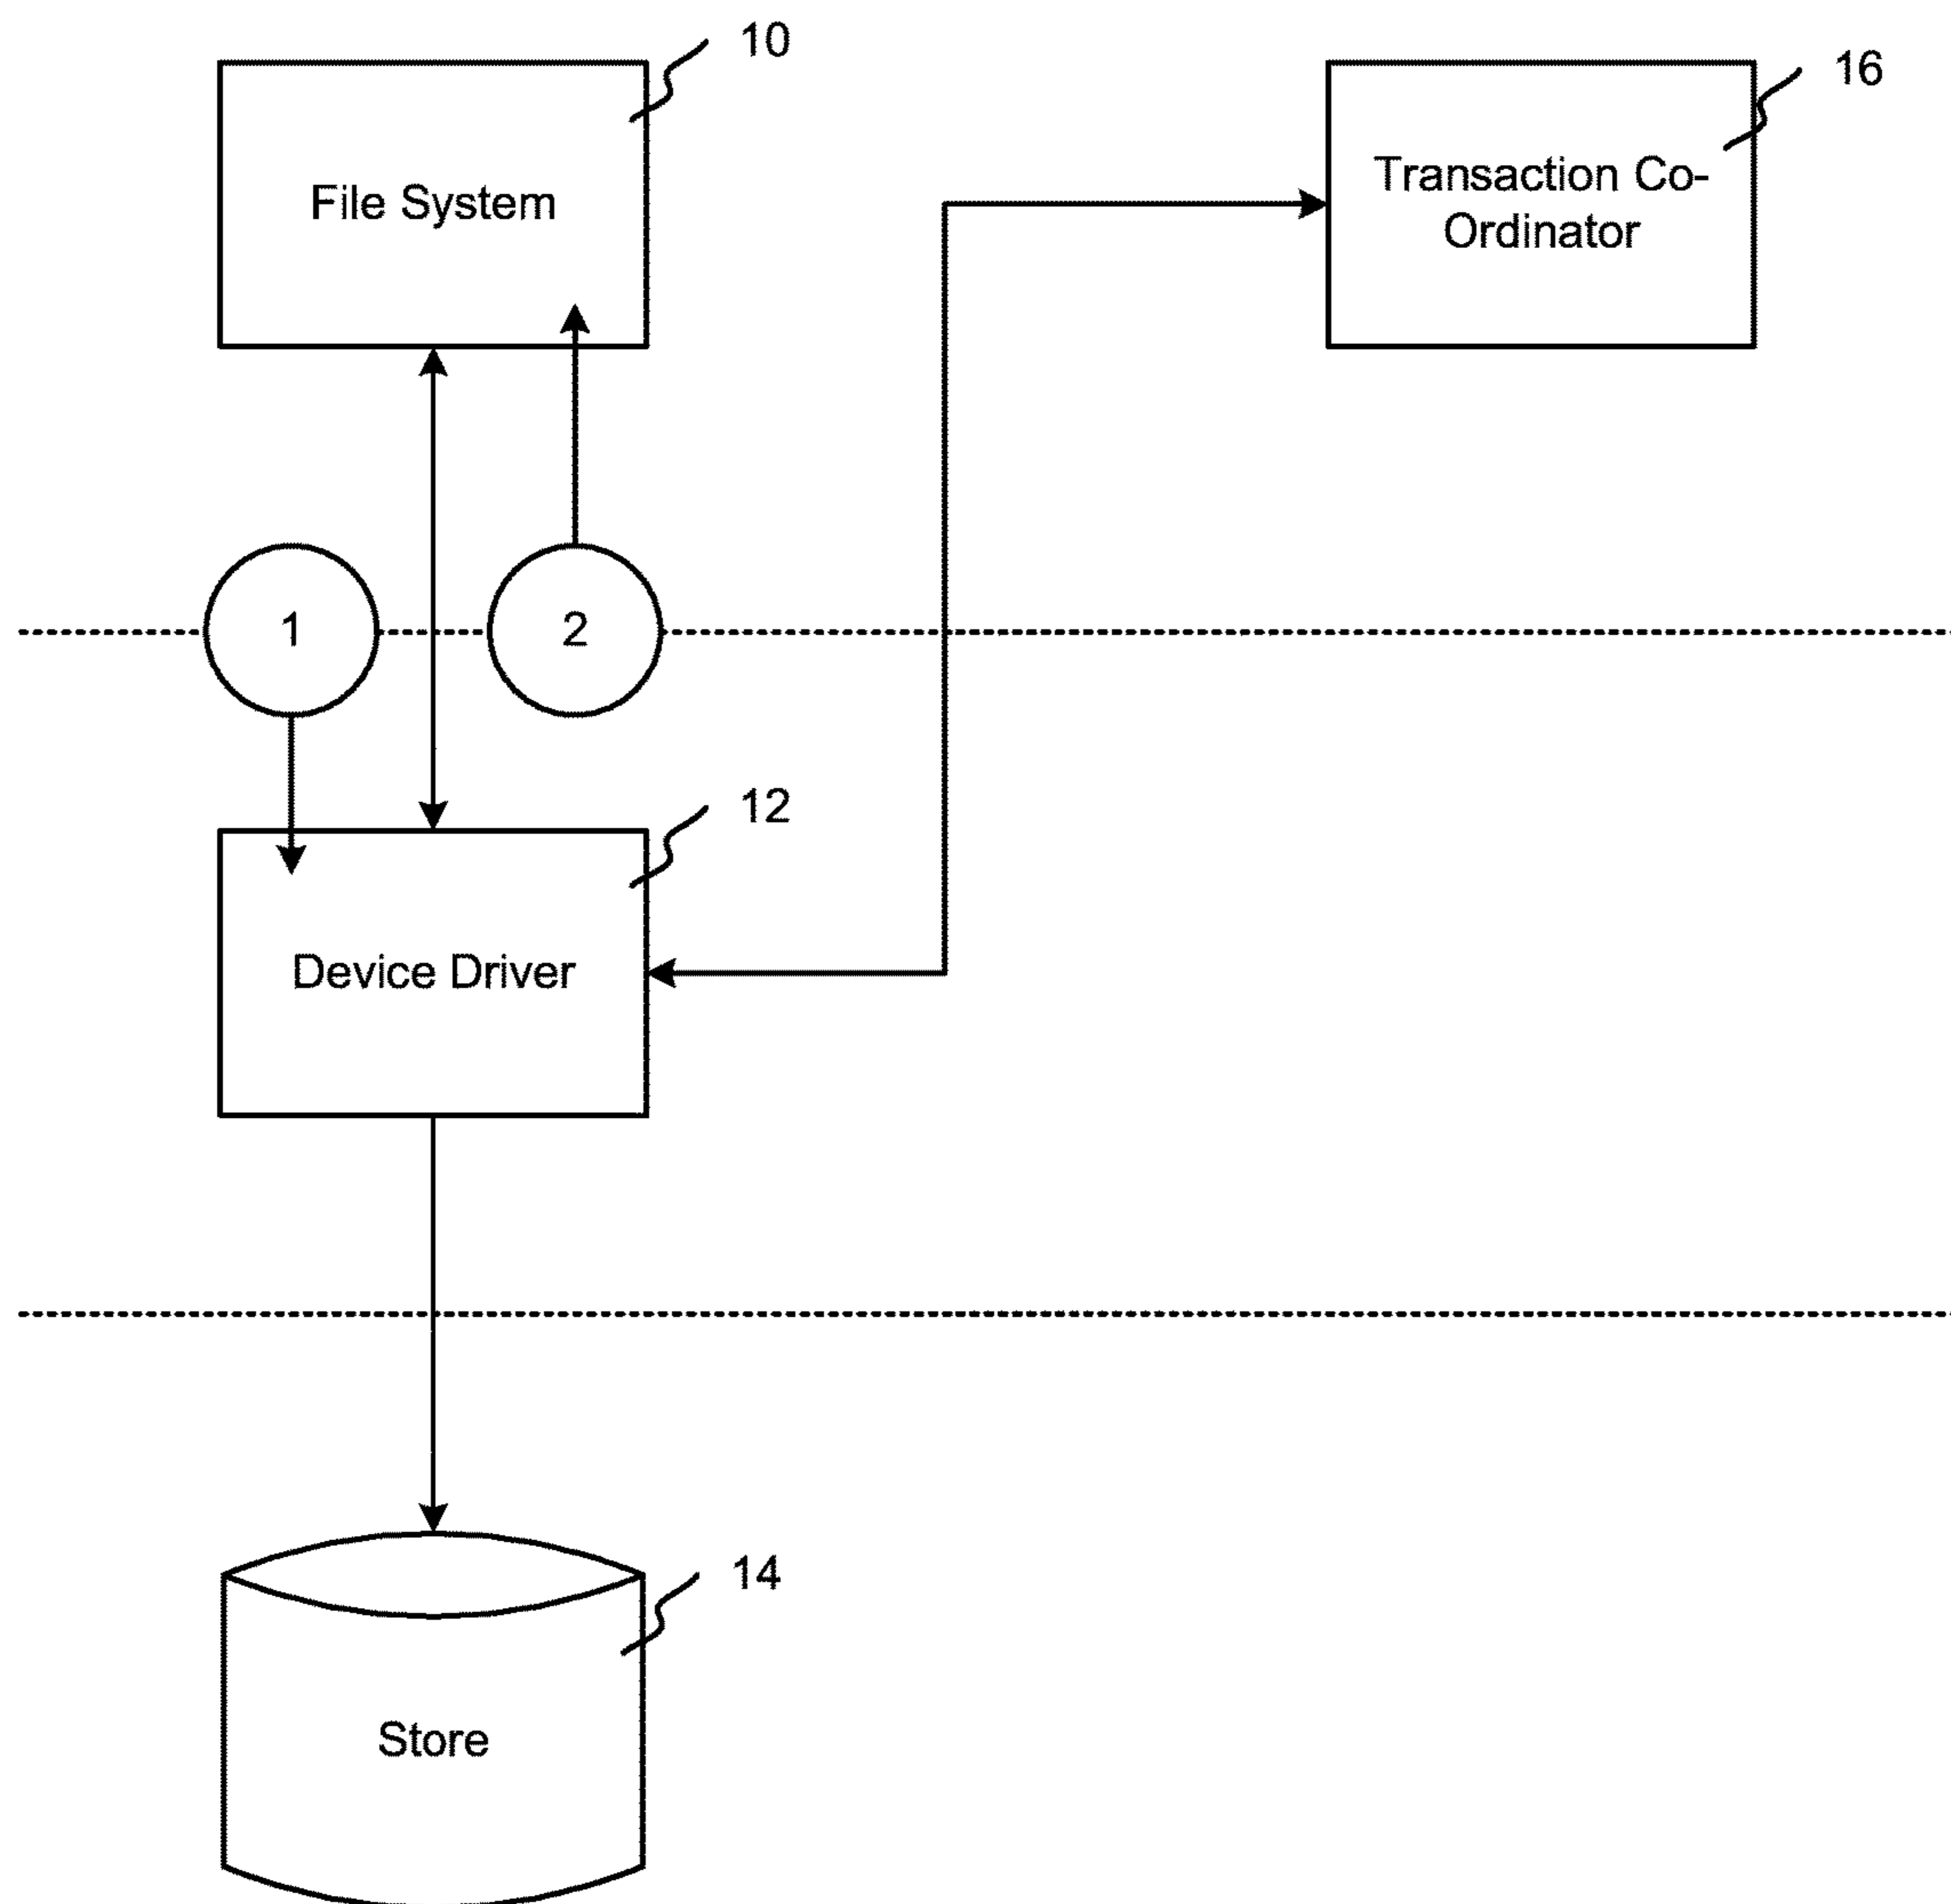 10
16
File System
Transaction Co-
Ordinator
1
2
12
Device Driver
14
Store